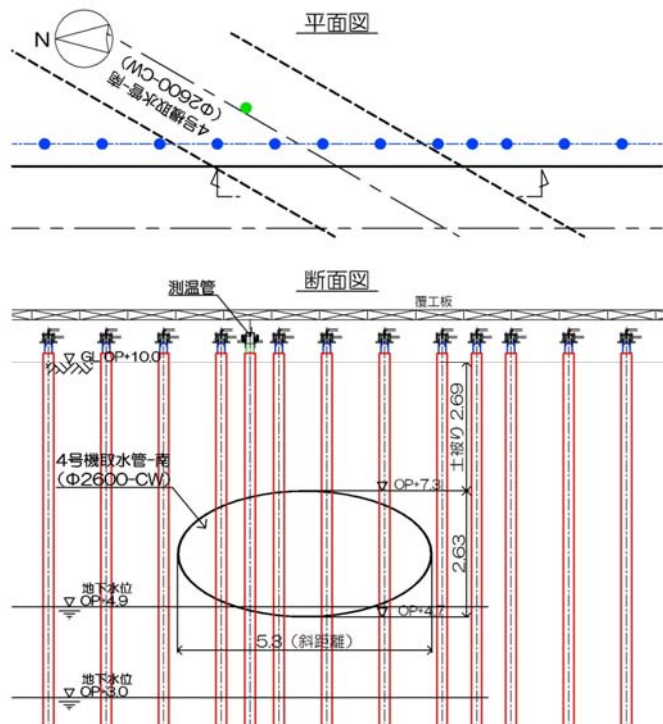 平面図
N
4号機取水管-南
(Φ2600-CW)
断面図
測温管
覆工板
GL OP+10.0
土被り 2.69
4号機取水管-南
(Φ2600-CW)
OP+7.3
2.63
地下水位
OP+4.9
OP+4.7
5.3 (斜距離)
地下水位
OP+3.0